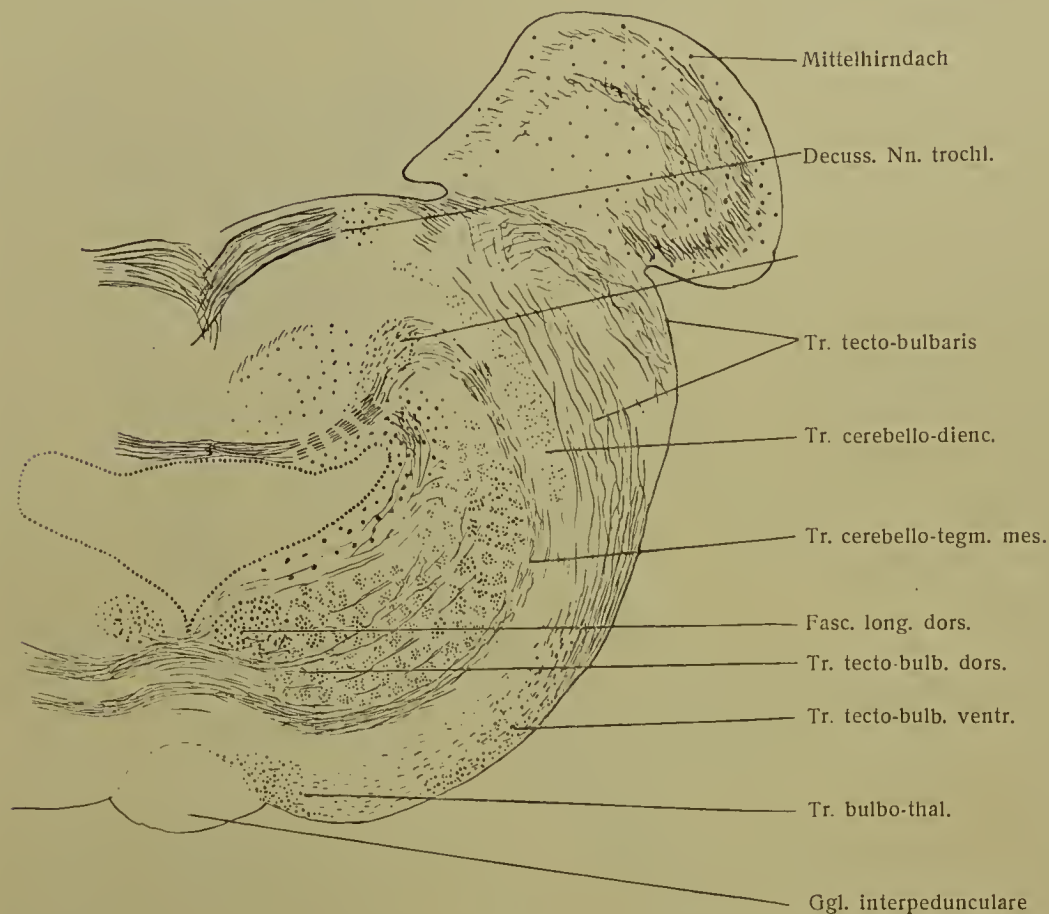 Mittelhirndach
Decuss. Nn. trochl.
Tr. tecto-bulbaris
Tr. cerebello-dienc.
Tr. cerebello-tegm. mes.
Fasc. long. dors.
Tr. tecto-bulb. dors.
Tr. tecto-bulb. ventr.
Tr. bulbo-thal.
Ggl. interpedunculare